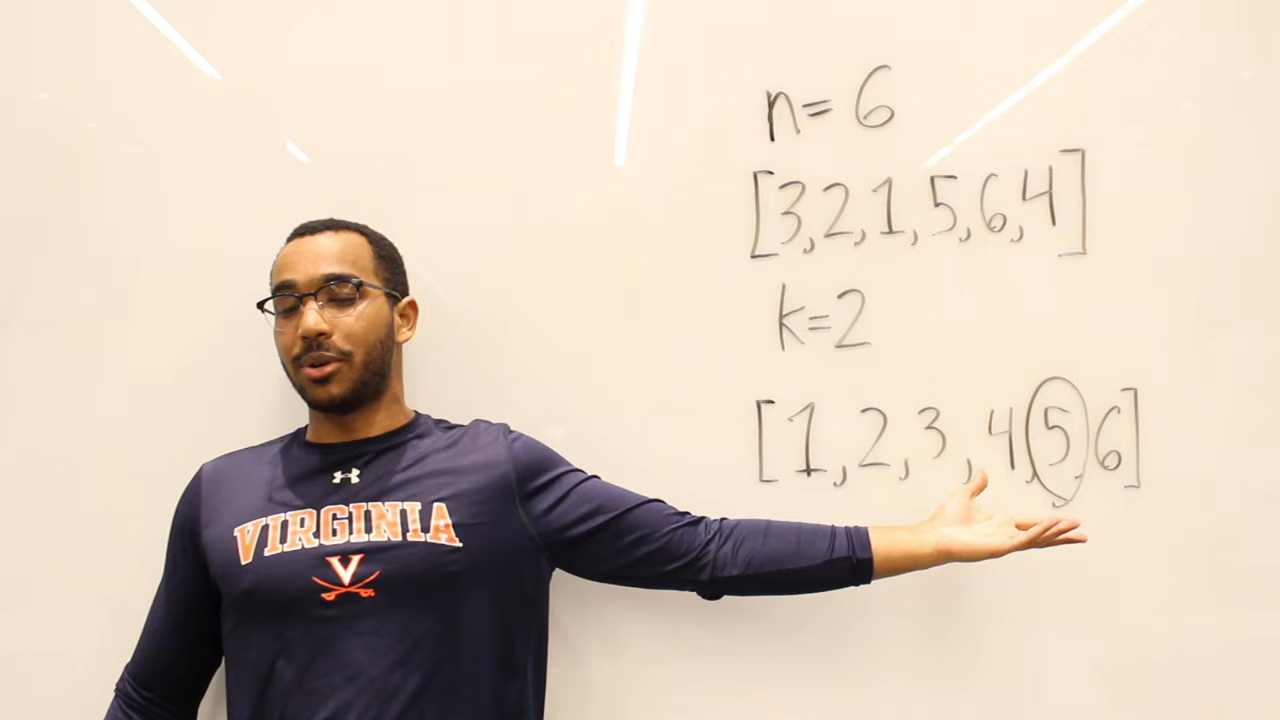 n= 6
[3,2,1,5,6,4]
k=2
[1,2,3,4,5,6]
VIRGINIA
V